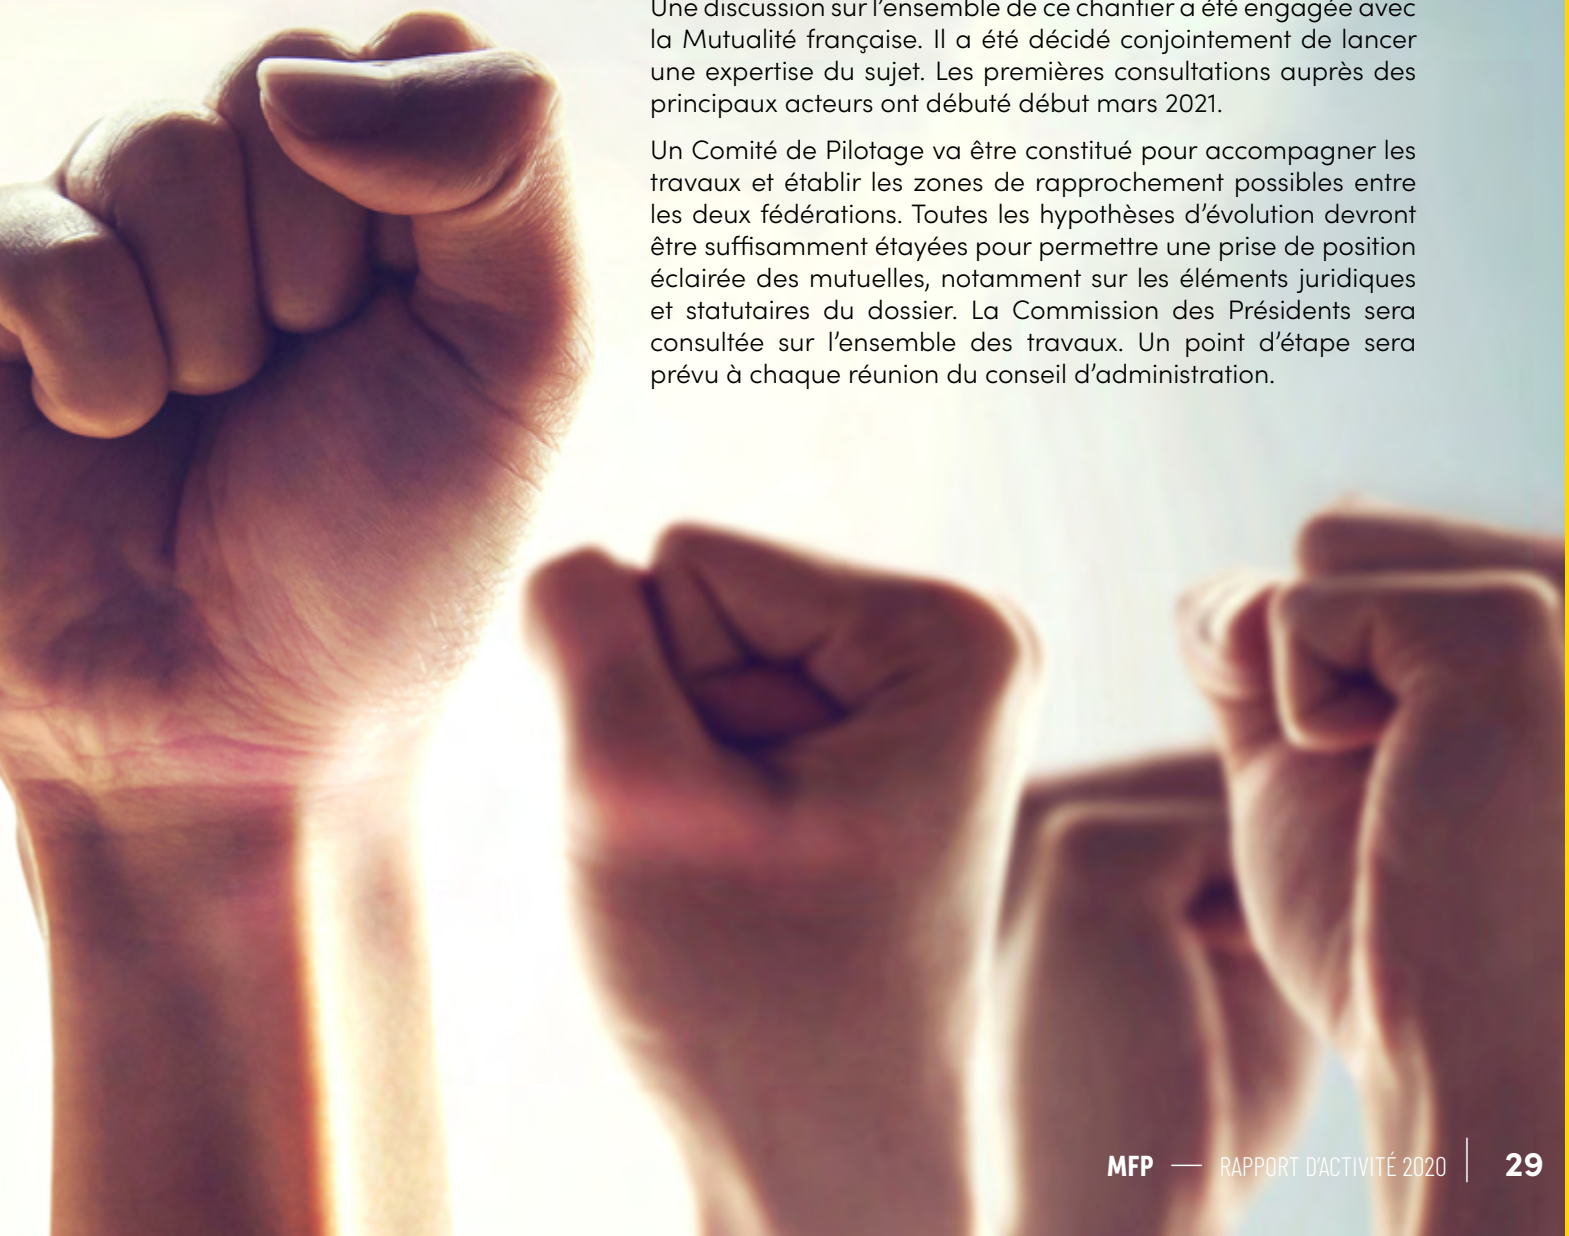 Une discussion sur l'ensemble de ce chantier a été engagée avec
la Mutualité française. Il a été décidé conjointement de lancer
une expertise du sujet. Les premières consultations auprès des
principaux acteurs ont débuté début mars 2021.
Un Comité de Pilotage va être constitué pour accompagner les
travaux et établir les zones de rapprochement possibles entre
les deux fédérations. Toutes les hypothèses d'évolution devront
être suffisamment étayées pour permettre une prise de position
éclairée des mutuelles, notamment sur les éléments juridiques
et statutaires du dossier. La Commission des Présidents sera
consultée sur l'ensemble des travaux. Un point d'étape sera
prévu à chaque réunion du conseil d'administration.
MFP — RAPPORT D'ACTIVITÉ 2020 | 29